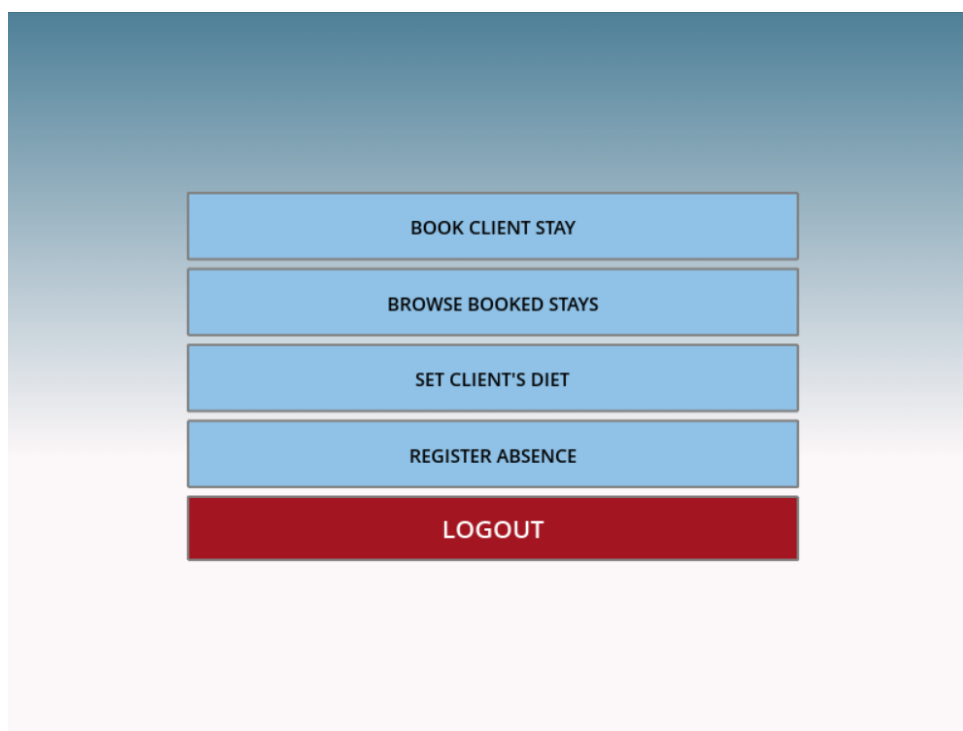 BOOK CLIENT STAY
BROWSE BOOKED STAYS
SET CLIENT'S DIET
REGISTER ABSENCE
LOGOUT